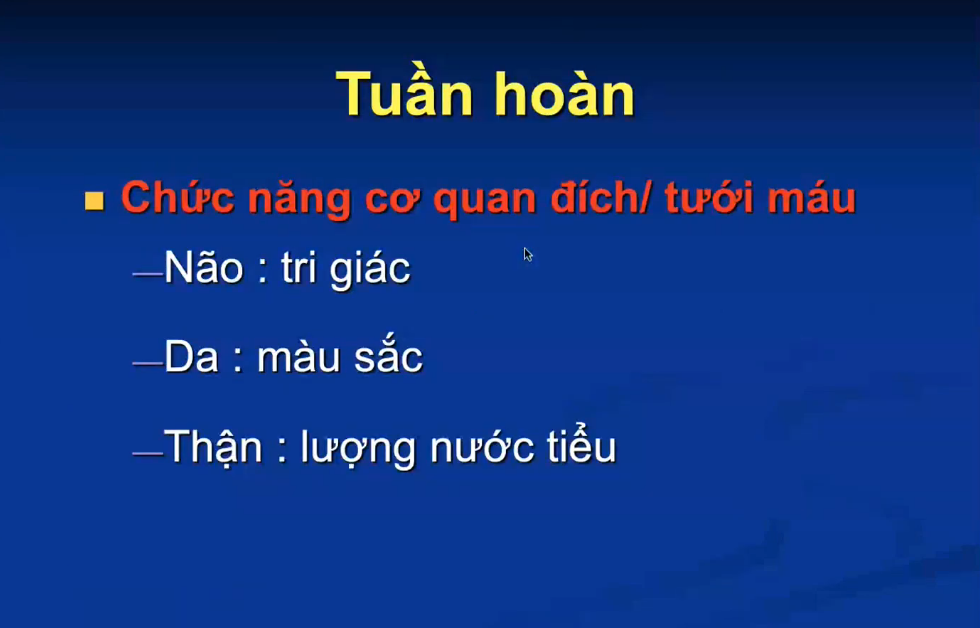 Tuần hoàn
Chức năng cơ quan đích/ tưới máu
—Não : tri giác
—Da : màu sắc
—Thận : lượng nước tiểu